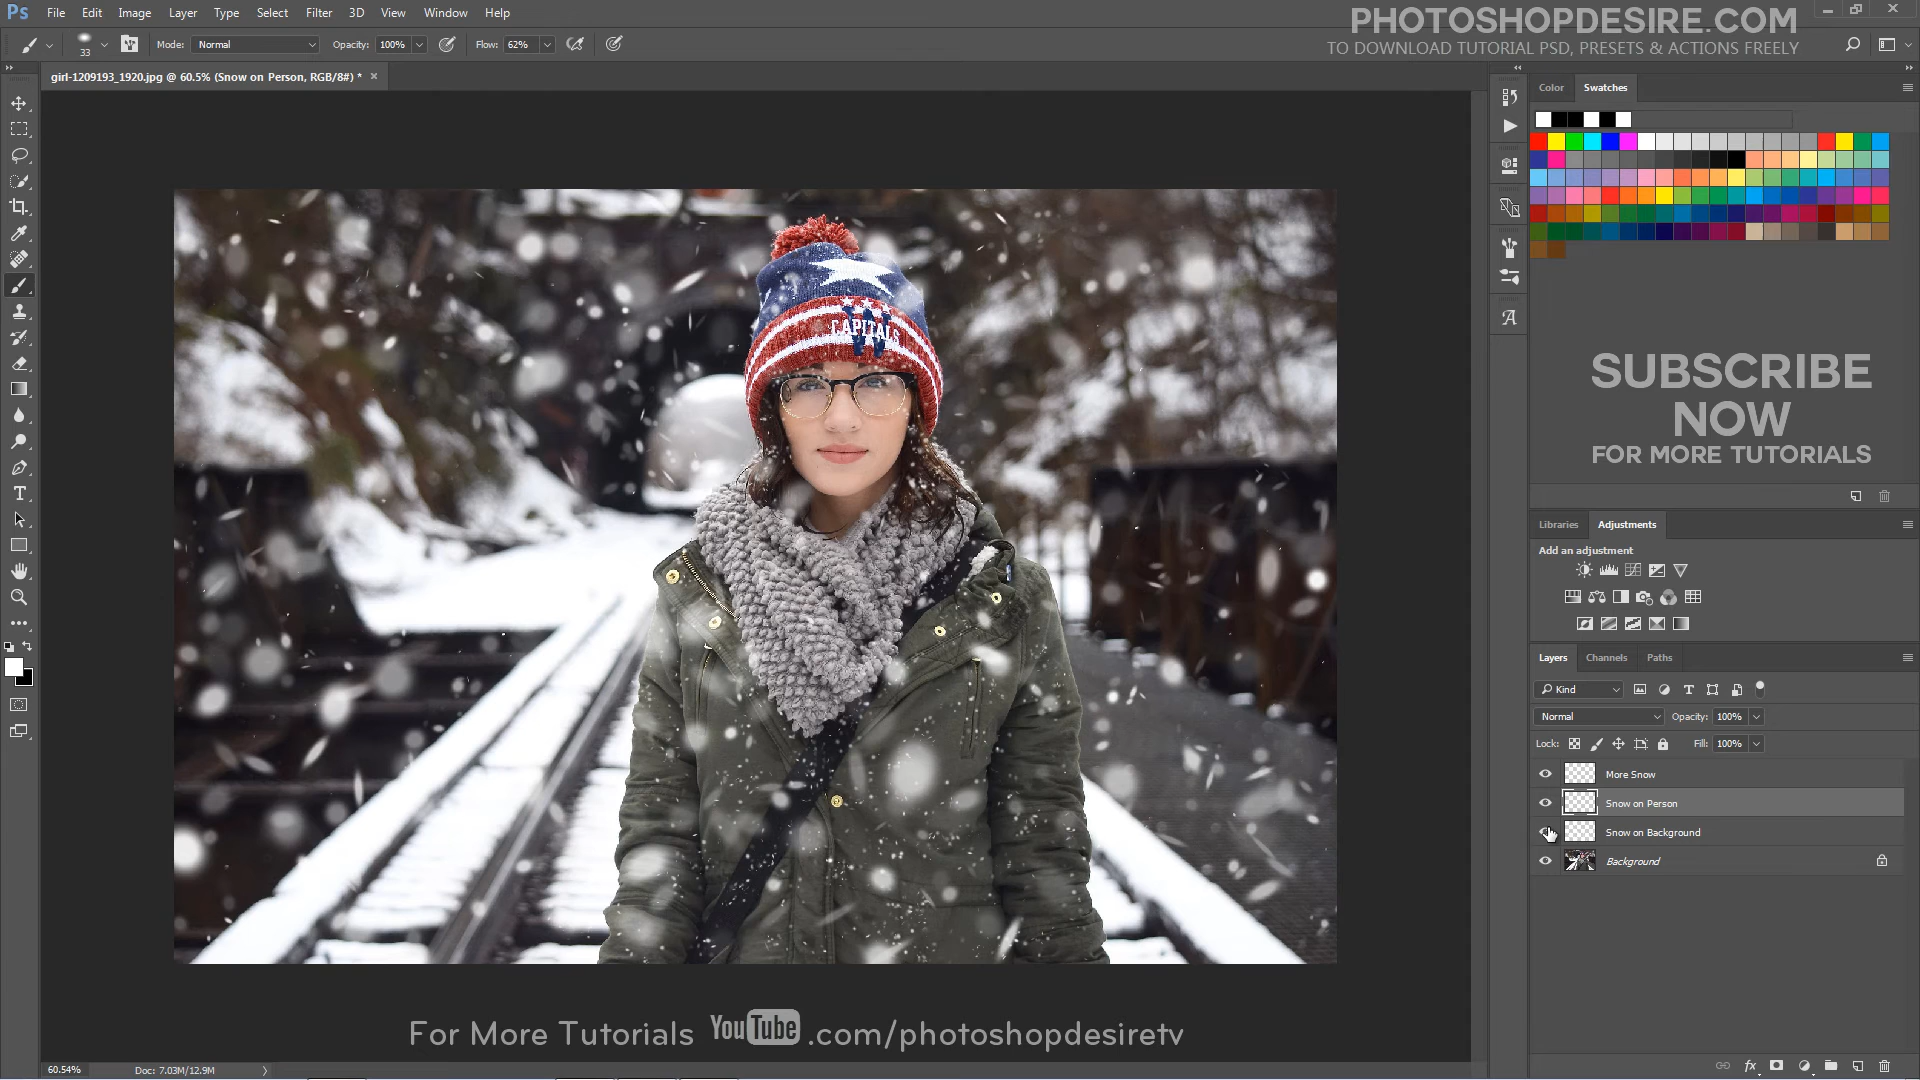 Ps File Edit Image Layer Type Select Filter 3D View Window Help
PHOTOSHOPDESIRE.COM
TO DOWNLOAD TUTORIAL PSD, PRESETS & ACTIONS FREELY
33 Mode: Normal Opacity: 100% Flow: 62%
girl-1209193_1920.jpg @ 60.5% (Snow on Person, RGB/8#) *
Color Swatches
CAPITALS
SUBSCRIBE
NOW
FOR MORE TUTORIALS
Libraries Adjustments
Add an adjustment
Layers Channels Paths
Kind
Normal Opacity: 100%
Lock: Fill: 100%
More Snow
Snow on Person
Snow on Background
Background
For More Tutorials YouTube .com/photoshopdesiretv
60.54% Doc: 7.03M/12.9M